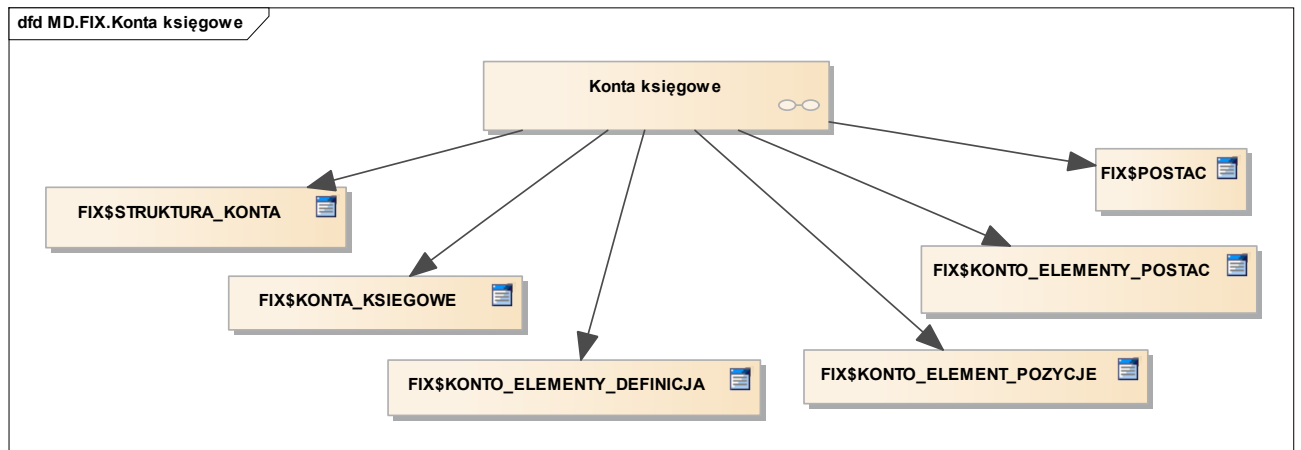 dfd MD.FIX.Konta księgowe
Konta księgowe
FIX$POSTAC
FIX$STRUKTURA_KONTA
FIX$KONTO_ELEMENTY_POSTAC
FIX$KONTA_KSIEGOWE
FIX$KONTO_ELEMENTY_DEFINICJA
FIX$KONTO_ELEMENT_POZYCJE